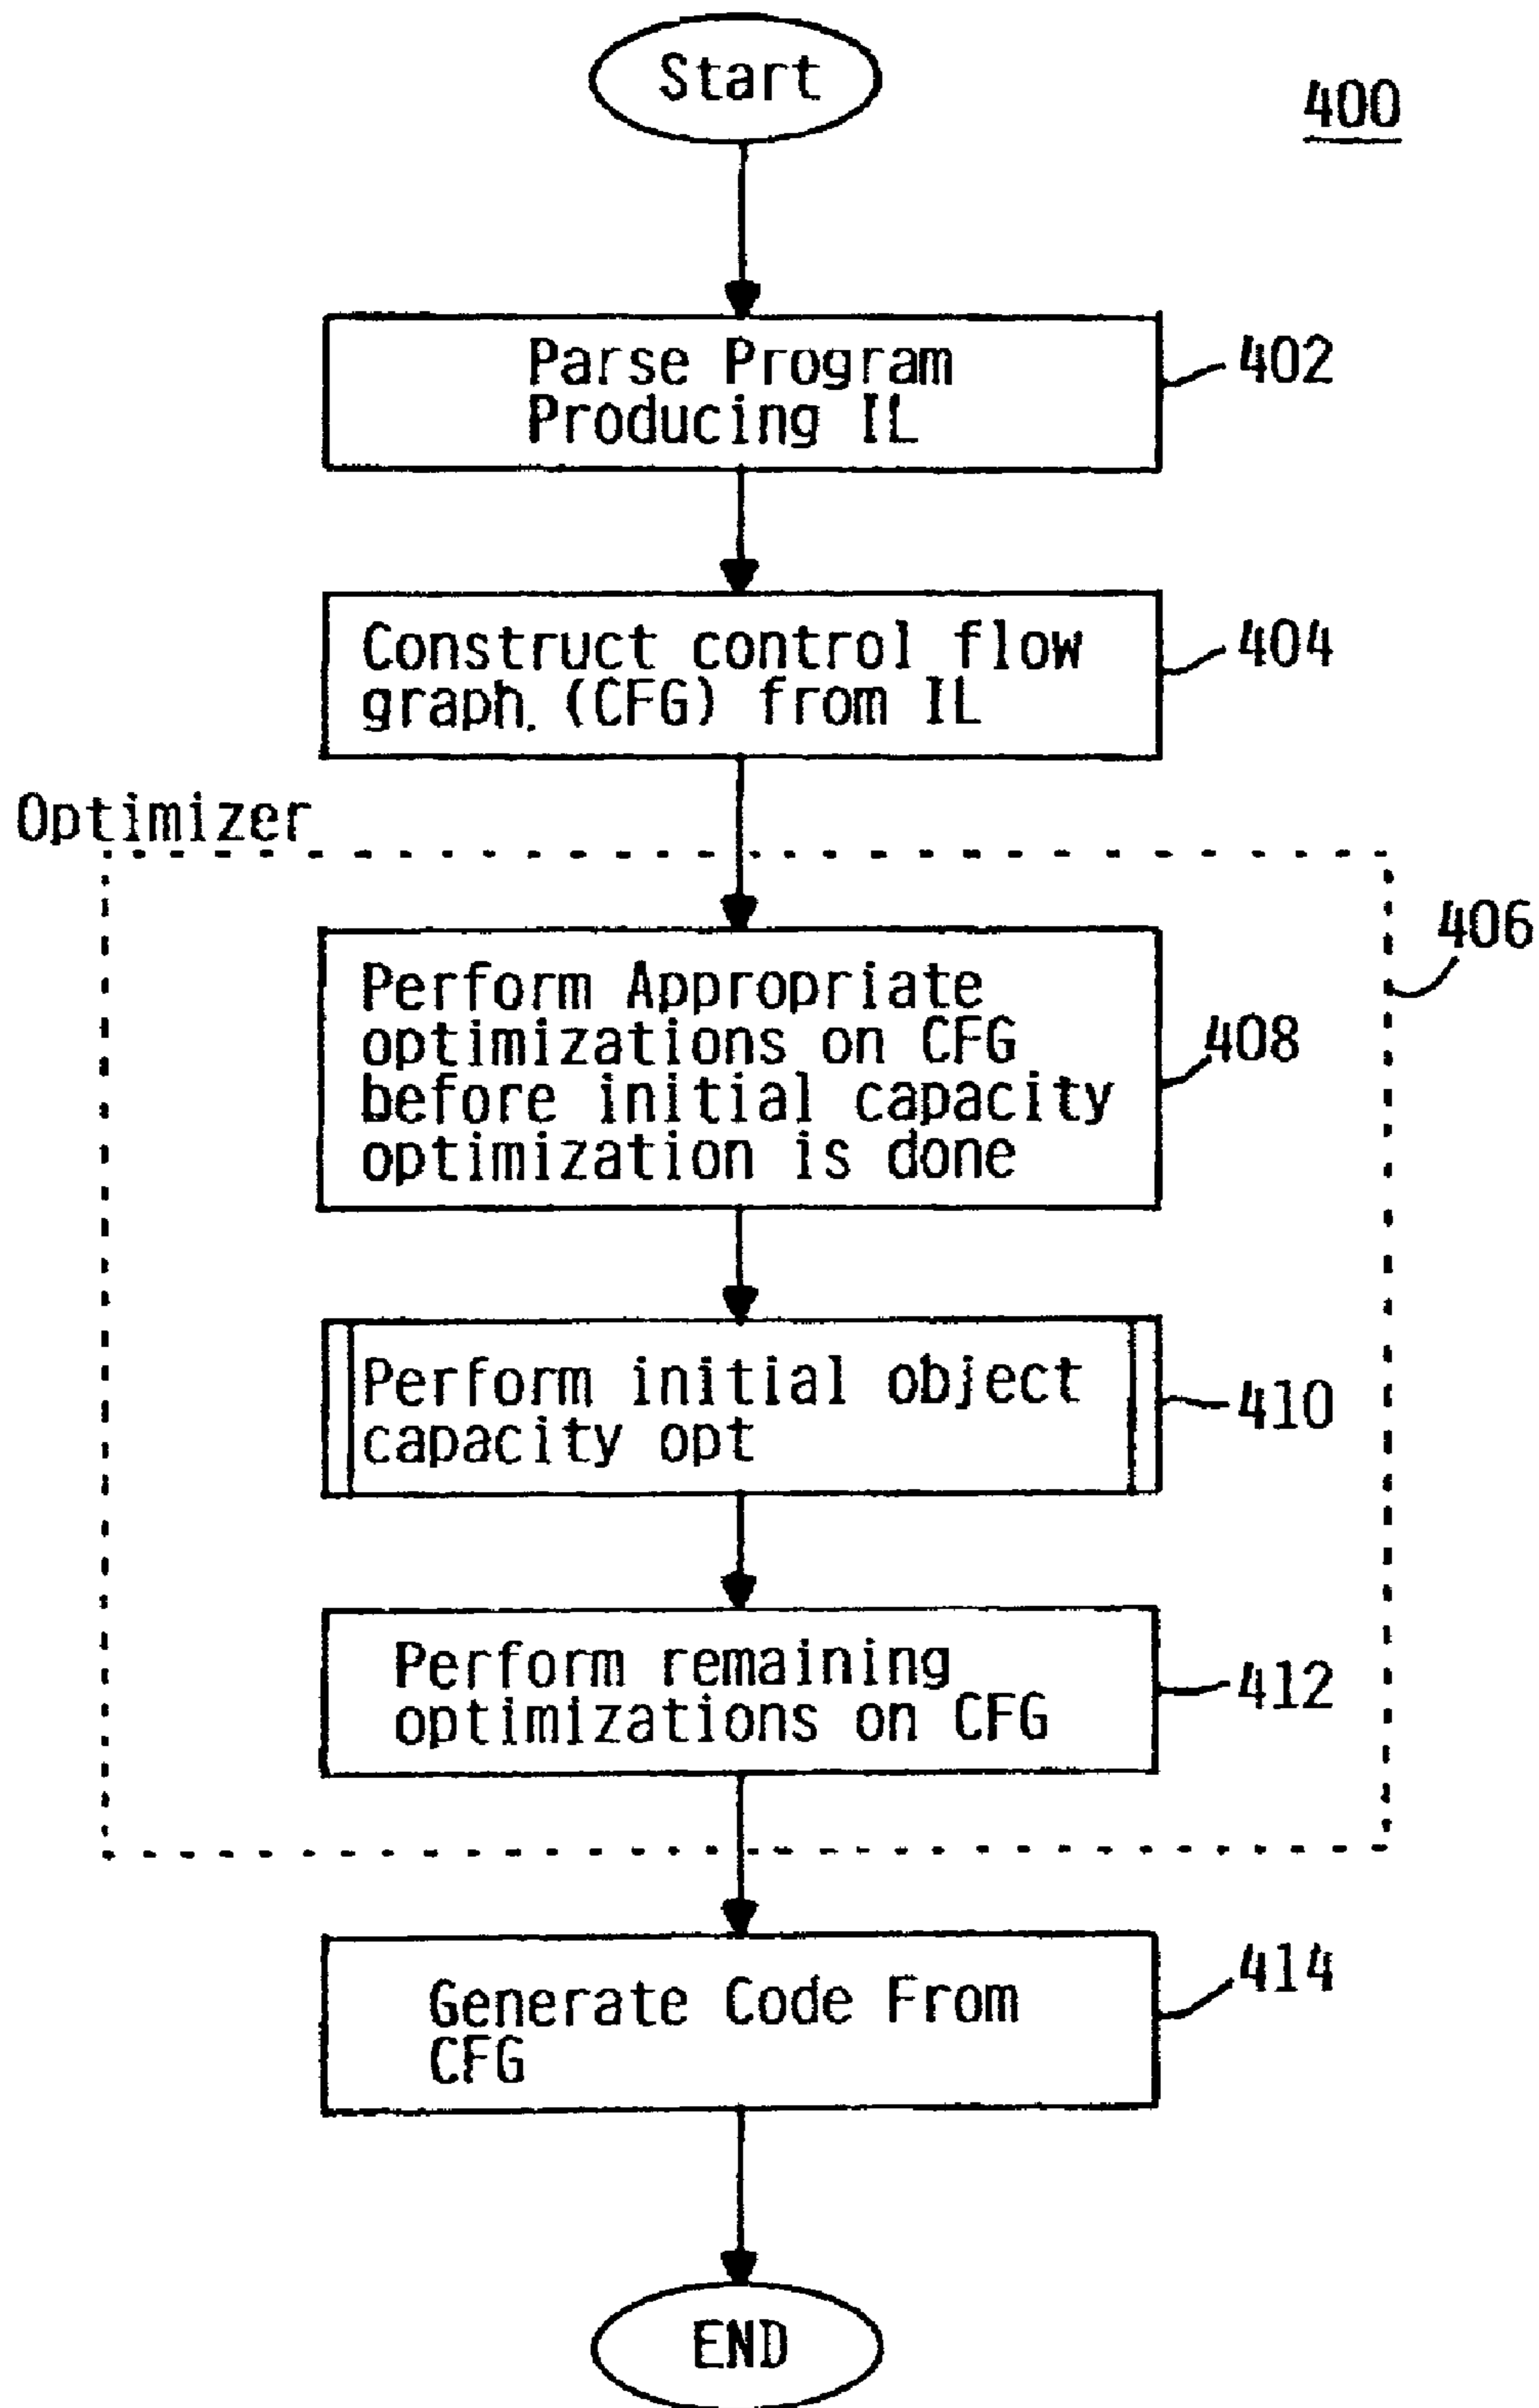 Start
400
Parse Program
Producing IL
402
Construct control flow
graph. (CFG) from IL
404
Optimizer
406
Perform Appropriate
optimizations on CFG
before initial capacity
optimization is done
408
Perform initial object
capacity opt
410
Perform remaining
optimizations on CFG
412
Generate Code From
CFG
414
END